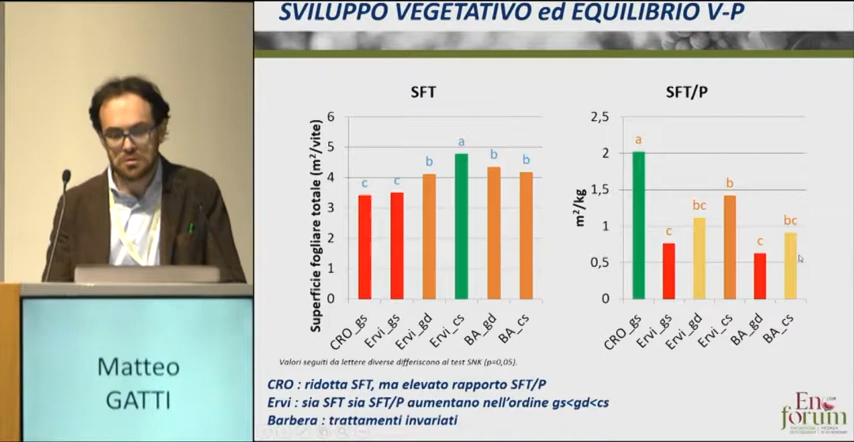 SVILUPPO VEGETATIVO ed EQUILIBRIO V-P
SFT
Superficie fogliare totale (m²/vite)
6
5
4
3
2
1
0
c
c
b
a
b
b
CRO_gs
Ervi_gs
Ervi_gd
Ervi_cs
BA_gd
BA_cs
SFT/P
m²/kg
2,5
2
1,5
1
0,5
0
a
c
bc
b
c
bc
CRO_gs
Ervi_gs
Ervi_gd
Ervi_cs
BA_gd
BA_cs
Valori seguiti da lettere diverse differiscono al test SNK (p=0,05).
CRO : ridotta SFT, ma elevato rapporto SFT/P
Ervi : sia SFT sia SFT/P aumentano nell'ordine gs<gd<cs
Barbera : trattamenti invariati
Matteo
GATTI
En
forum